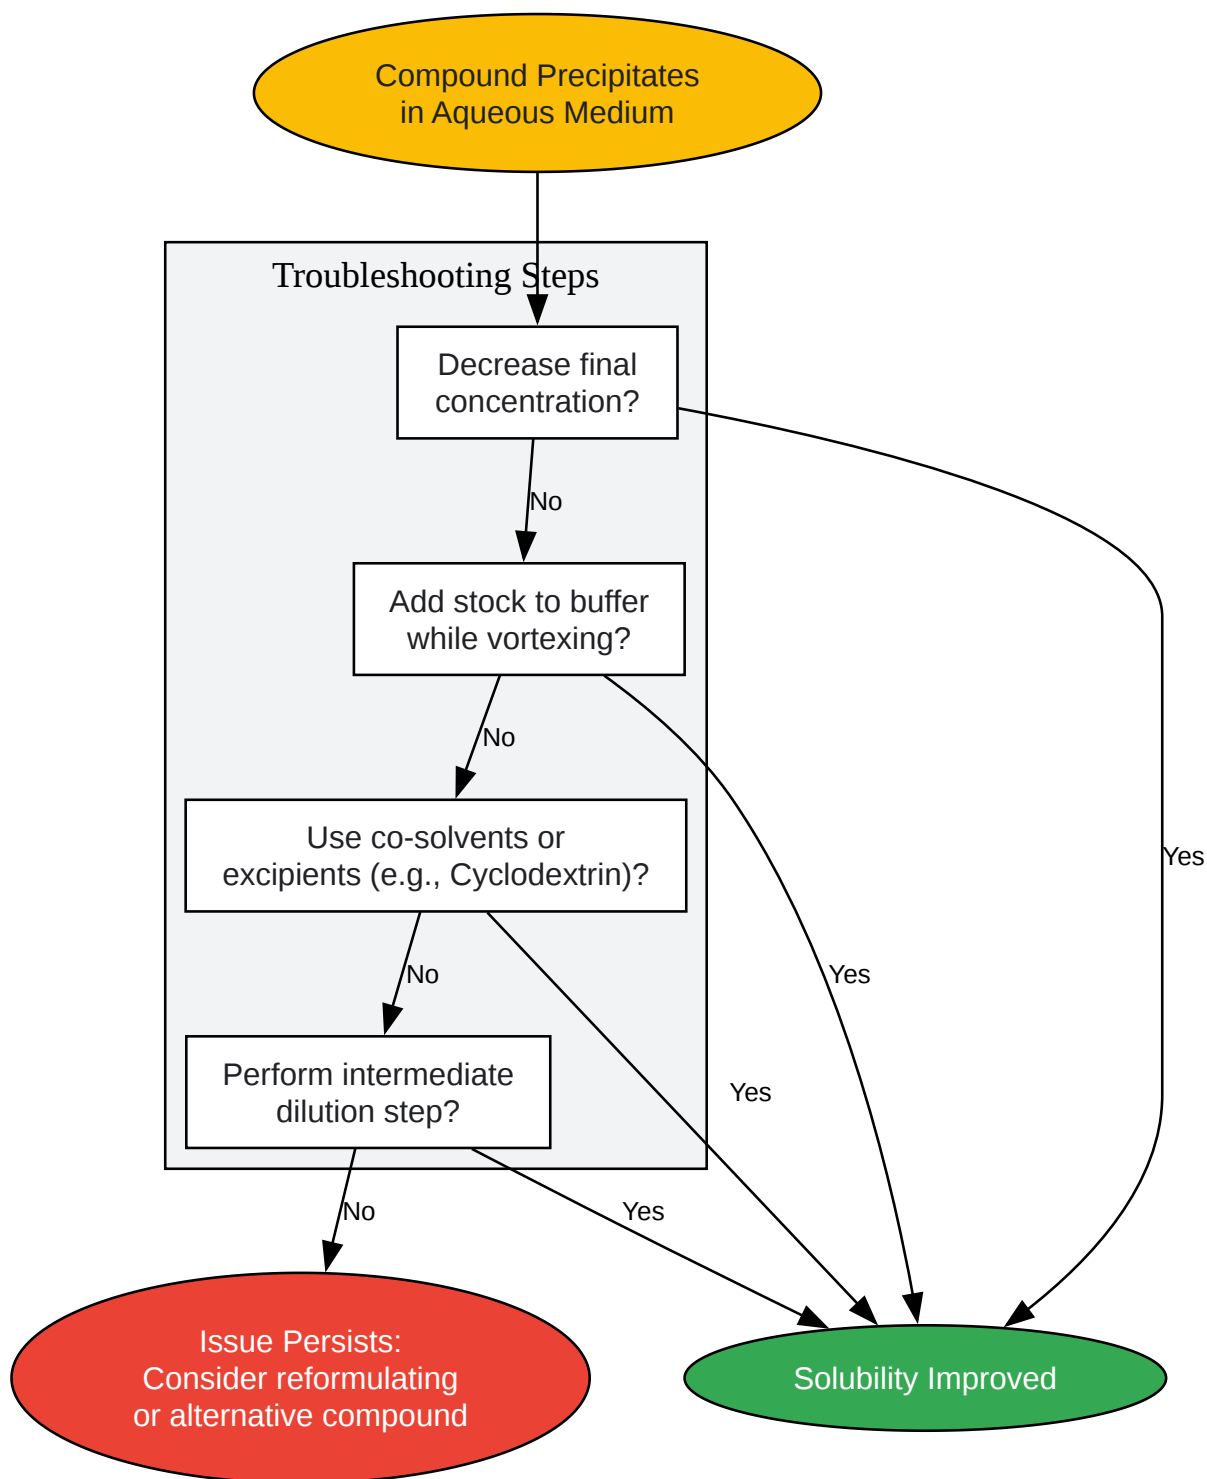 Compound Precipitates
in Aqueous Medium
Troubleshooting Steps
Decrease final
concentration?
No
Add stock to buffer
while vortexing?
No
Use co-solvents or
excipients (e.g., Cyclodextrin)?
Yes
No
Yes
Perform intermediate
dilution step?
Yes
No
Yes
Issue Persists:
Consider reformulating
or alternative compound
Solubility Improved